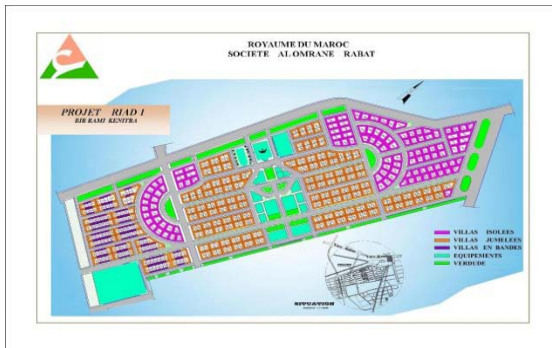 ROYAUME DU MAROC
SOCIETE AL OMRANE RABAT
PROJET RIAD 1
BIR RAMI KENITRA
VILLAS ISOLEES
VILLAS JUMELEES
VILLAS EN BANDES
EQUIPEMENTS
VERDUDE
SITUATION